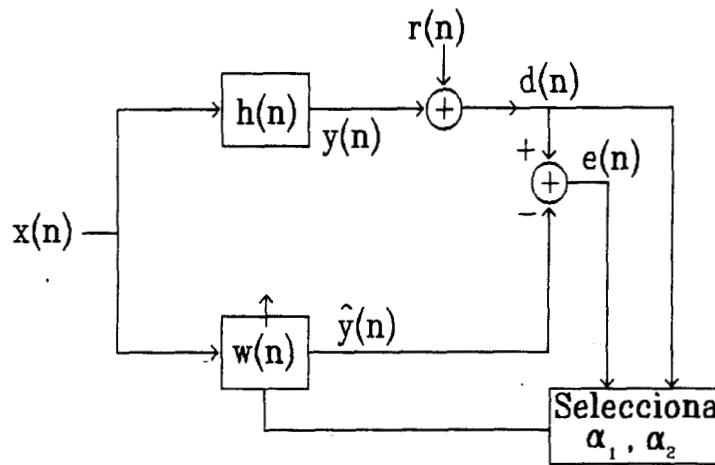 r(n)
d(n)
h(n)
y(n)
+
+
e(n)
+
-
x(n)
ŷ(n)
w(n)
Selecciona
α₁ , α₂